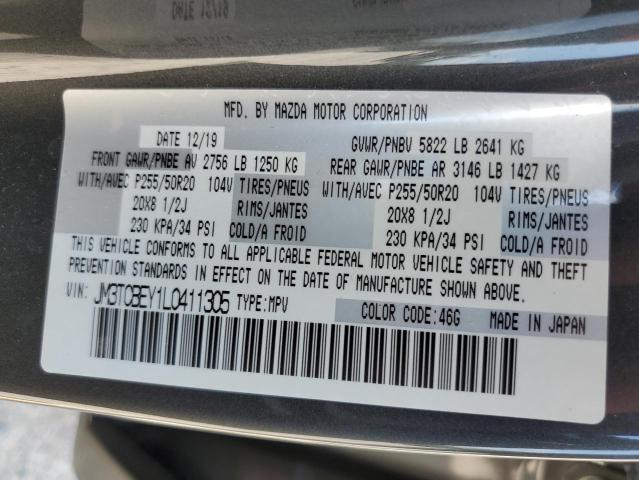 MFD. BY MAZDA MOTOR CORPORATION
DATE 12/19 GVWR/PNBV 5822 LB 2641 KG
FRONT GAWR/PNBE AV 2756 LB 1250 KG REAR GAWR/PNBE AR 3146 LB 1427 KG
WITH/AVEC P255/50R20 104V TIRES/PNEUS WITH/AVEC P255/50R20 104V TIRES/PNEUS
20X8 1/2J RIMS/JANTES 20X8 1/2J RIMS/JANTES
230 KPA/34 PSI COLD/A FROID 230 KPA/34 PSI COLD/A FROID
THIS VEHICLE CONFORMS TO ALL APPLICABLE FEDERAL MOTOR VEHICLE SAFETY AND THEFT
PREVENTION STANDARDS IN EFFECT ON THE DATE OF MANUFACTURE SHOWN ABOVE.
VIN: JM3TCBEY1L0411305 TYPE:MPV COLOR CODE:46G MADE IN JAPAN